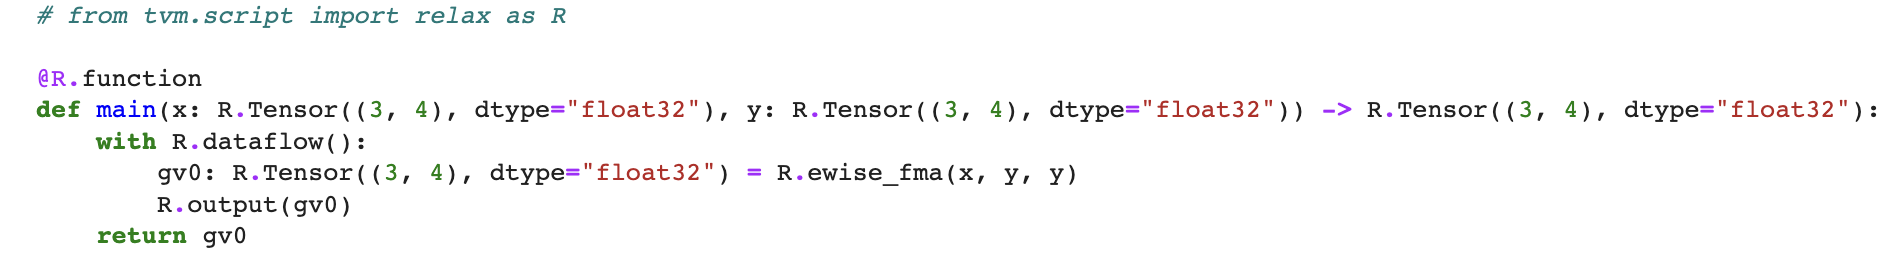 # from tvm.script import relax as R
@R.function
def main(x: R.Tensor((3, 4), dtype="float32"), y: R.Tensor((3, 4), dtype="float32")) -> R.Tensor((3, 4), dtype="float32"):
    with R.dataflow():
        gv0: R.Tensor((3, 4), dtype="float32") = R.ewise_fma(x, y, y)
        R.output(gv0)
    return gv0